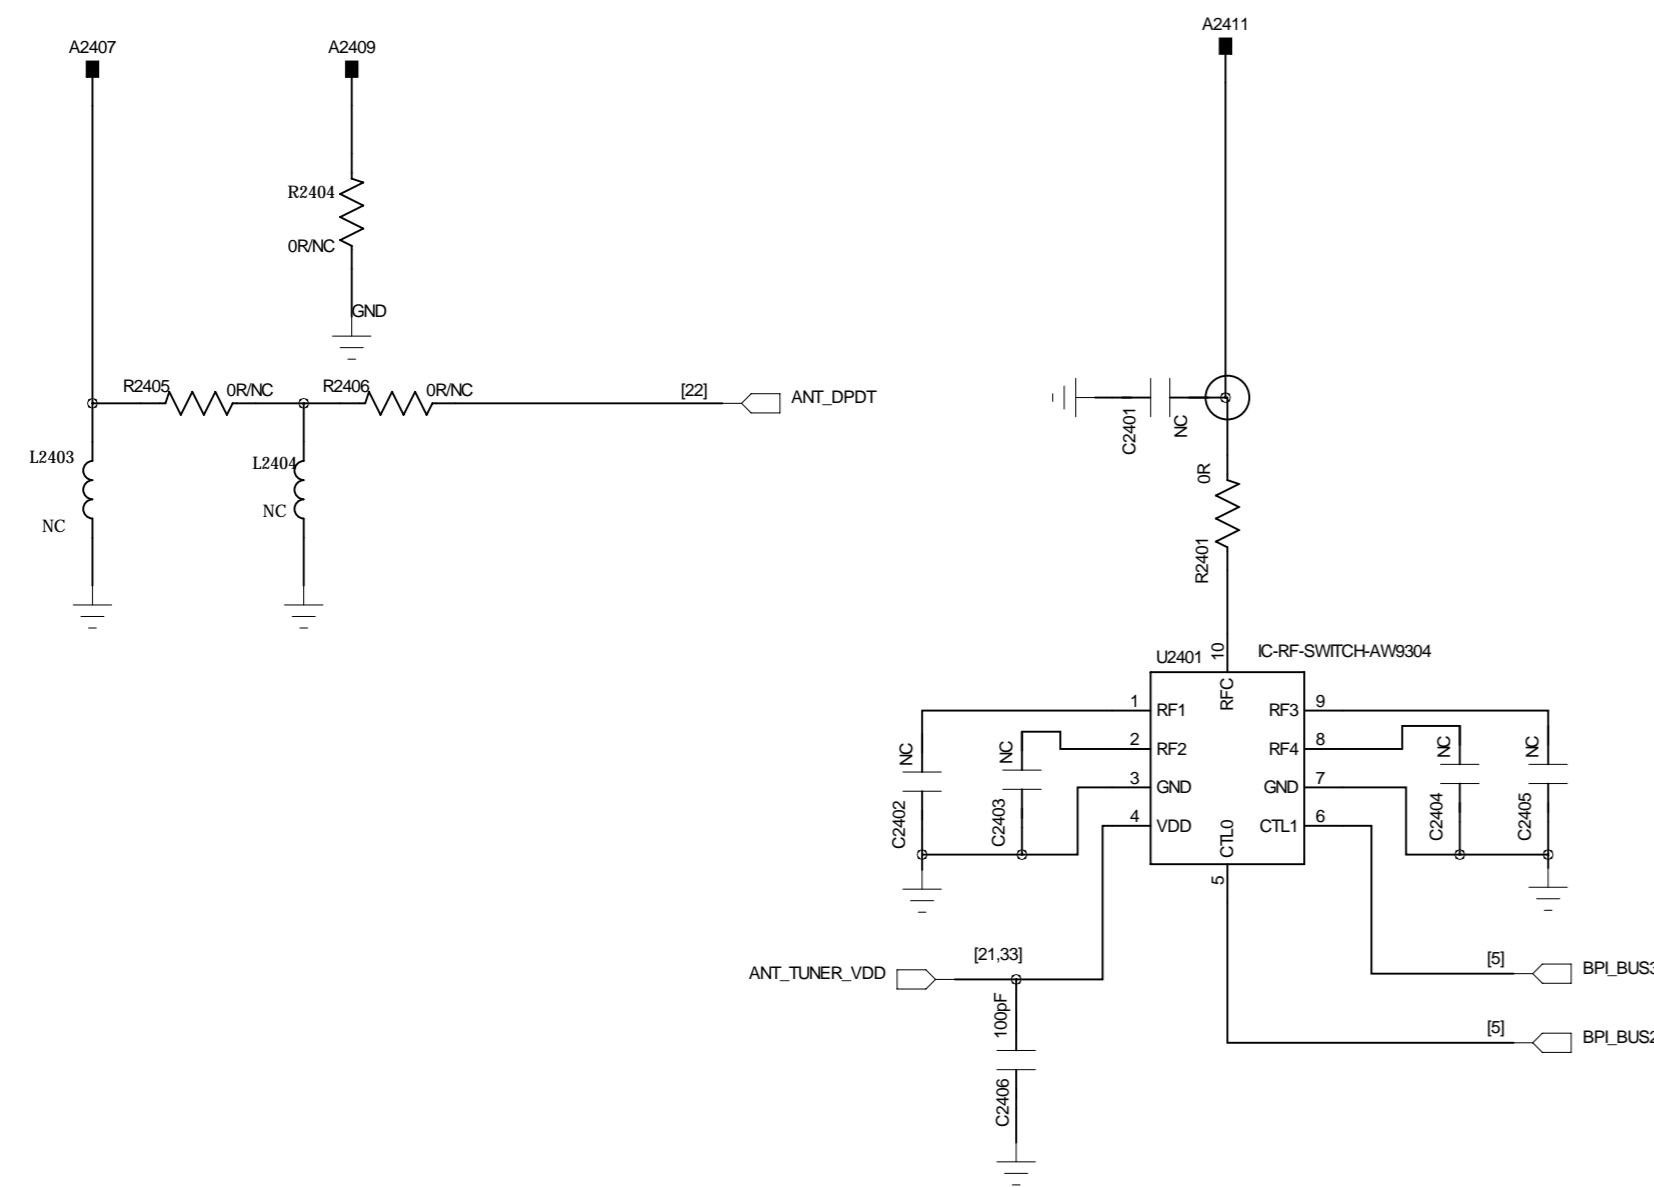 A2407
A2409
A2411
R2404
0R/NC
GND
R2405
0R/NC
R2406
0R/NC
[22]
ANT_DPDT
L2403
NC
L2404
NC
C2401
NC
0R
R2401
U2401
10
IC-RF-SWITCH-AW9304
RFC
1
RF1
RF3
9
2
RF2
RF4
8
3
GND
GND
7
4
VDD
CTL1
6
CTL0
5
NC
C2402
NC
C2403
NC
C2404
NC
C2405
ANT_TUNER_VDD
[21,33]
100pF
C2406
[5]
BPI_BUS3
[5]
BPI_BUS2